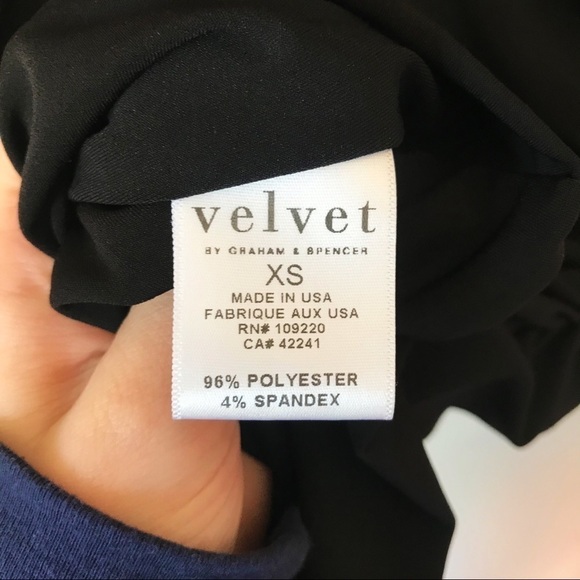 velvet
BY GRAHAM & SPENCER
XS
MADE IN USA
FABRIQUE AUX USA
RN# 109220
CA# 42241
96% POLYESTER
4% SPANDEX